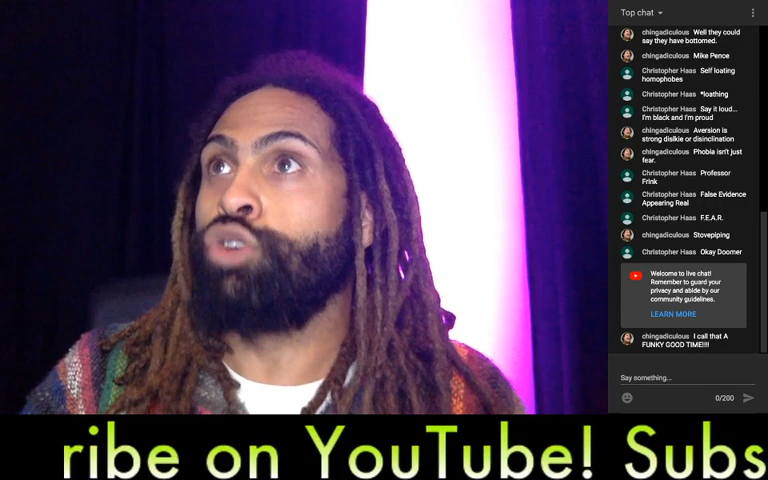 Top chat
chingadiculous Well they could
say they have bottomed.
chingadiculous Mike Pence
Christopher Haas Self loating
homophobes
Christopher Haas *loathing
Christopher Haas Say it loud...
I'm black and I'm proud
chingadiculous Aversion is
strong dislkie or disinclination
chingadiculous Phobia isn't just
fear.
Christopher Haas Professor
Frink
Christopher Haas False Evidence
Appearing Real
Christopher Haas F.E.A.R.
chingadiculous Stovepiping
Christopher Haas Okay Doomer
Welcome to live chat!
Remember to guard your
privacy and abide by our
community guidelines.
LEARN MORE
chingadiculous I call that A
FUNKY GOOD TIME!!!!
Say something...
0/200
ribe on YouTube! Subs